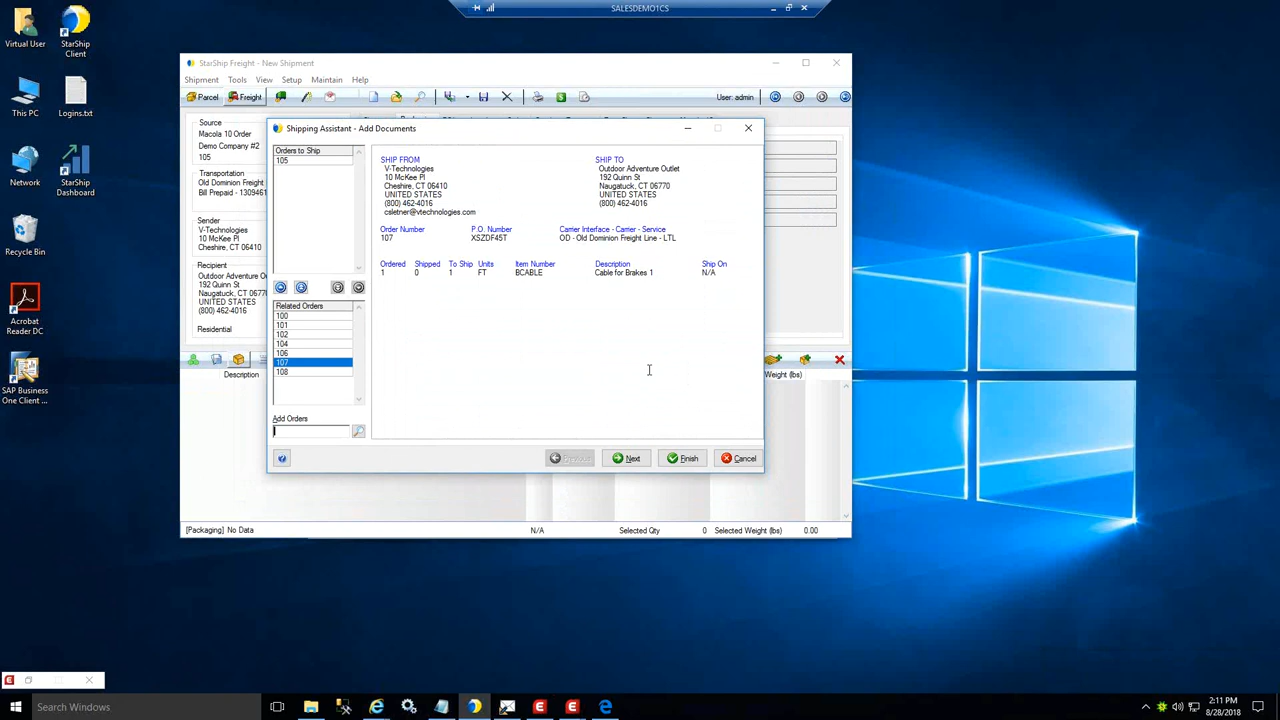 SALESDEMO1CS
Virtual User
StarShip
Client
This PC
Logins.txt
Network
StarShip
Dashboard
Recycle Bin
Acrobat
Reader DC
SAP Business
One Client ...
StarShip Freight - New Shipment
Shipment Tools View Setup Maintain Help
Parcel Freight User: admin
Source
Macola 10 Order
Demo Company #2
105
Transportation
Old Dominion Freight
Bill Prepaid - 1309461
Sender
V-Technologies
10 McKee Pl
Cheshire, CT 06410
Recipient
Outdoor Adventure O
192 Quinn St
Naugatuck, CT 0677
UNITED STATES
(800) 462-4016
Residential
Description
Weight (lbs)
[Packaging] No Data N/A Selected Qty 0 Selected Weight (lbs) 0.00
Shipping Assistant - Add Documents
Orders to Ship
105
Related Orders
100
101
102
104
106
107
108
Add Orders
SHIP FROM
V-Technologies
10 McKee Pl
Cheshire, CT 06410
UNITED STATES
(800) 462-4016
csletner@vtechnologies.com
SHIP TO
Outdoor Adventure Outlet
192 Quinn St
Naugatuck, CT 06770
UNITED STATES
(800) 462-4016
Order Number P.O. Number Carrier Interface - Carrier - Service
107 XSZDF45T OD - Old Dominion Freight Line - LTL
Ordered Shipped To Ship Units Item Number Description Ship On
1 0 1 FT BCABLE Cable for Brakes 1 N/A
Previous Next Finish Cancel
Search Windows
2:11 PM
8/28/2018